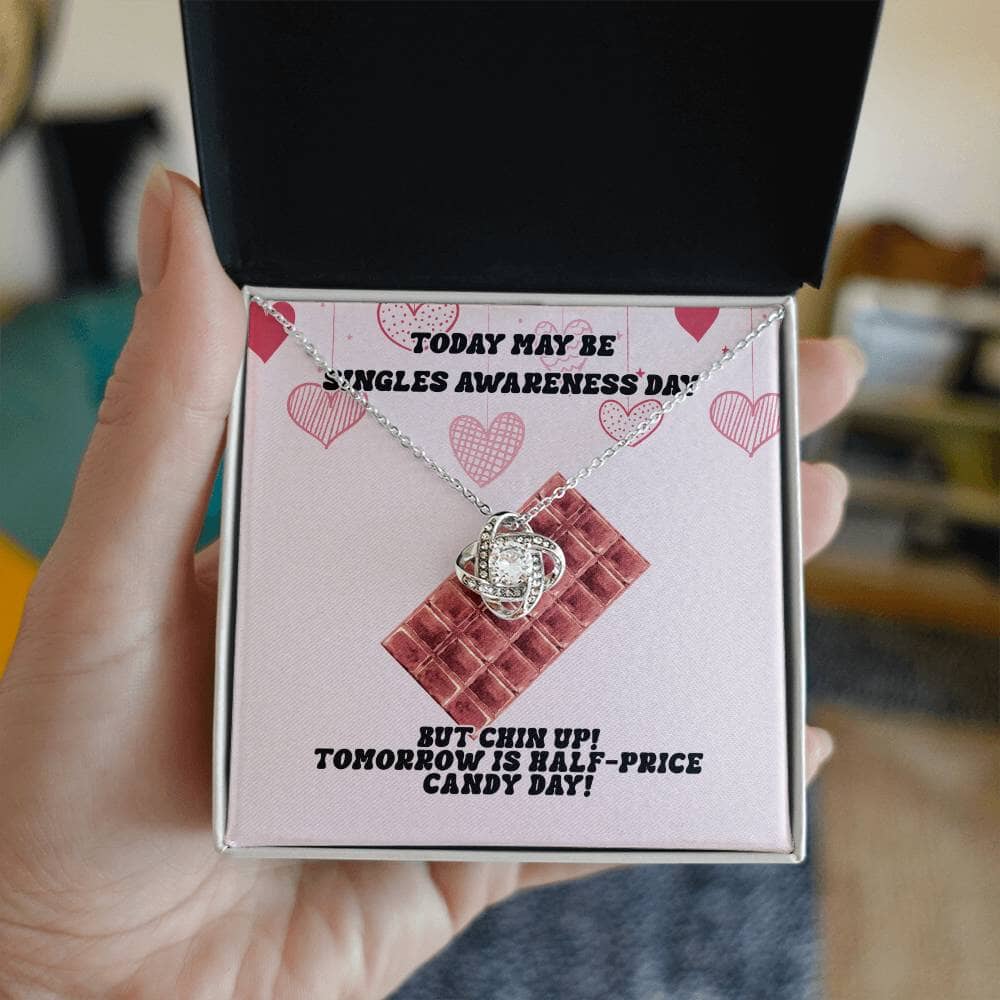 TODAY MAY BE
SINGLES AWARENESS DAY
BUT CHIN UP!
TOMORROW IS HALF-PRICE
CANDY DAY!